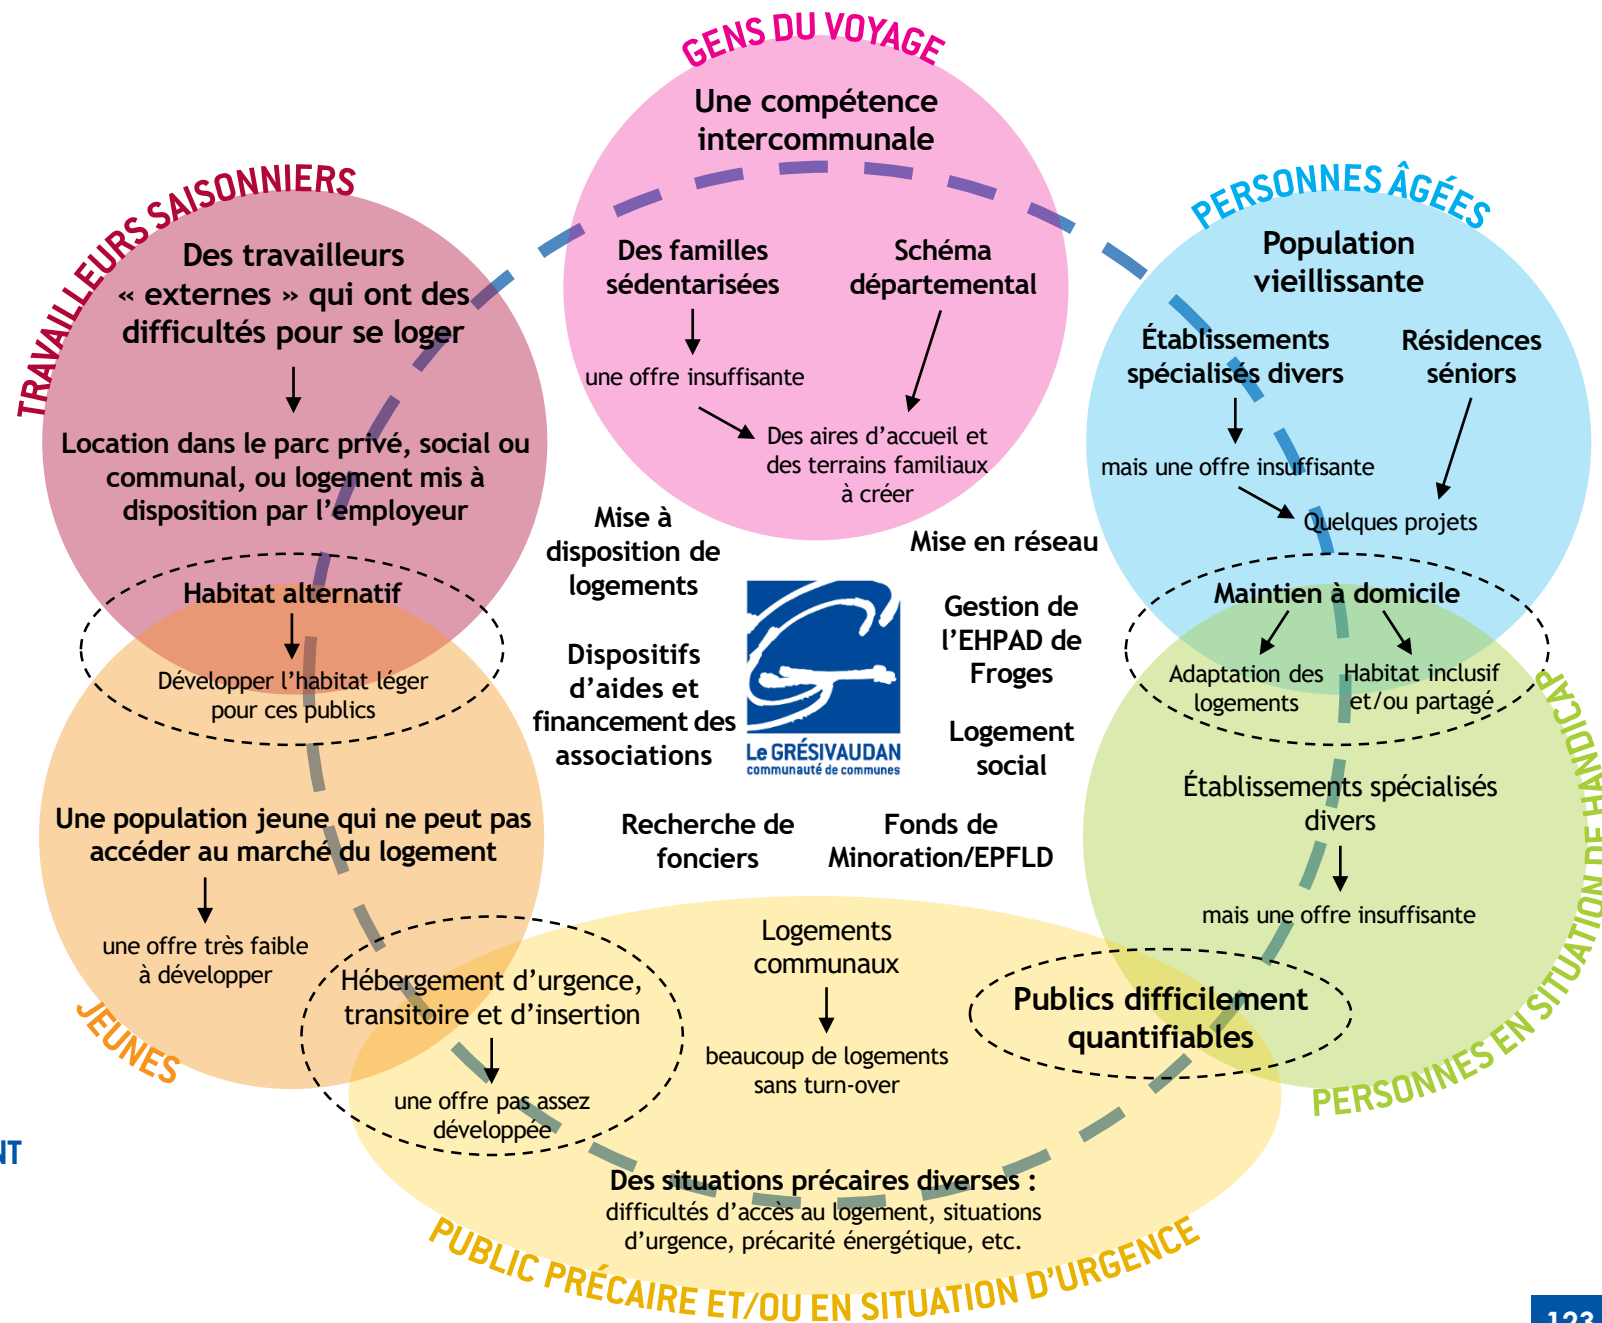 GENS DU VOYAGE
Une compétence
intercommunale
Des familles
sédentarisées
une offre insuffisante
Schéma
départemental
Des aires d’accueil et
des terrains familiaux
à créer
TRAVAILLEURS SAISONNIERS
Des travailleurs
« externes » qui ont des
difficultés pour se loger
Location dans le parc privé, social ou
communal, ou logement mis à
disposition par l’employeur
Habitat alternatif
Développer l’habitat léger
pour ces publics
PERSONNES ÂGÉES
Population
vieillissante
Établissements
spécialisés divers
mais une offre insuffisante
Résidences
séniors
Quelques projets
Maintien à domicile
Adaptation des
logements
Habitat inclusif
et/ou partagé
Mise à
disposition de
logements
Mise en réseau
Dispositifs
d’aides et
financement des
associations
Le GRÉSIVAUDAN
communauté de communes
Gestion de
l’EHPAD de
Froges
Logement
social
Recherche de
fonciers
Fonds de
Minoration/EPFLD
Une population jeune qui ne peut pas
accéder au marché du logement
une offre très faible
à développer
JEUNES
Hébergement d’urgence,
transitoire et d’insertion
une offre pas assez
développée
Logements
communaux
beaucoup de logements
sans turn-over
Publics difficilement
quantifiables
Établissements spécialisés
divers
mais une offre insuffisante
PERSONNES EN SITUATION DE HANDICAP
Des situations précaires diverses :
difficultés d’accès au logement, situations
d’urgence, précarité énergétique, etc.
PUBLIC PRÉCAIRE ET/OU EN SITUATION D’URGENCE
123